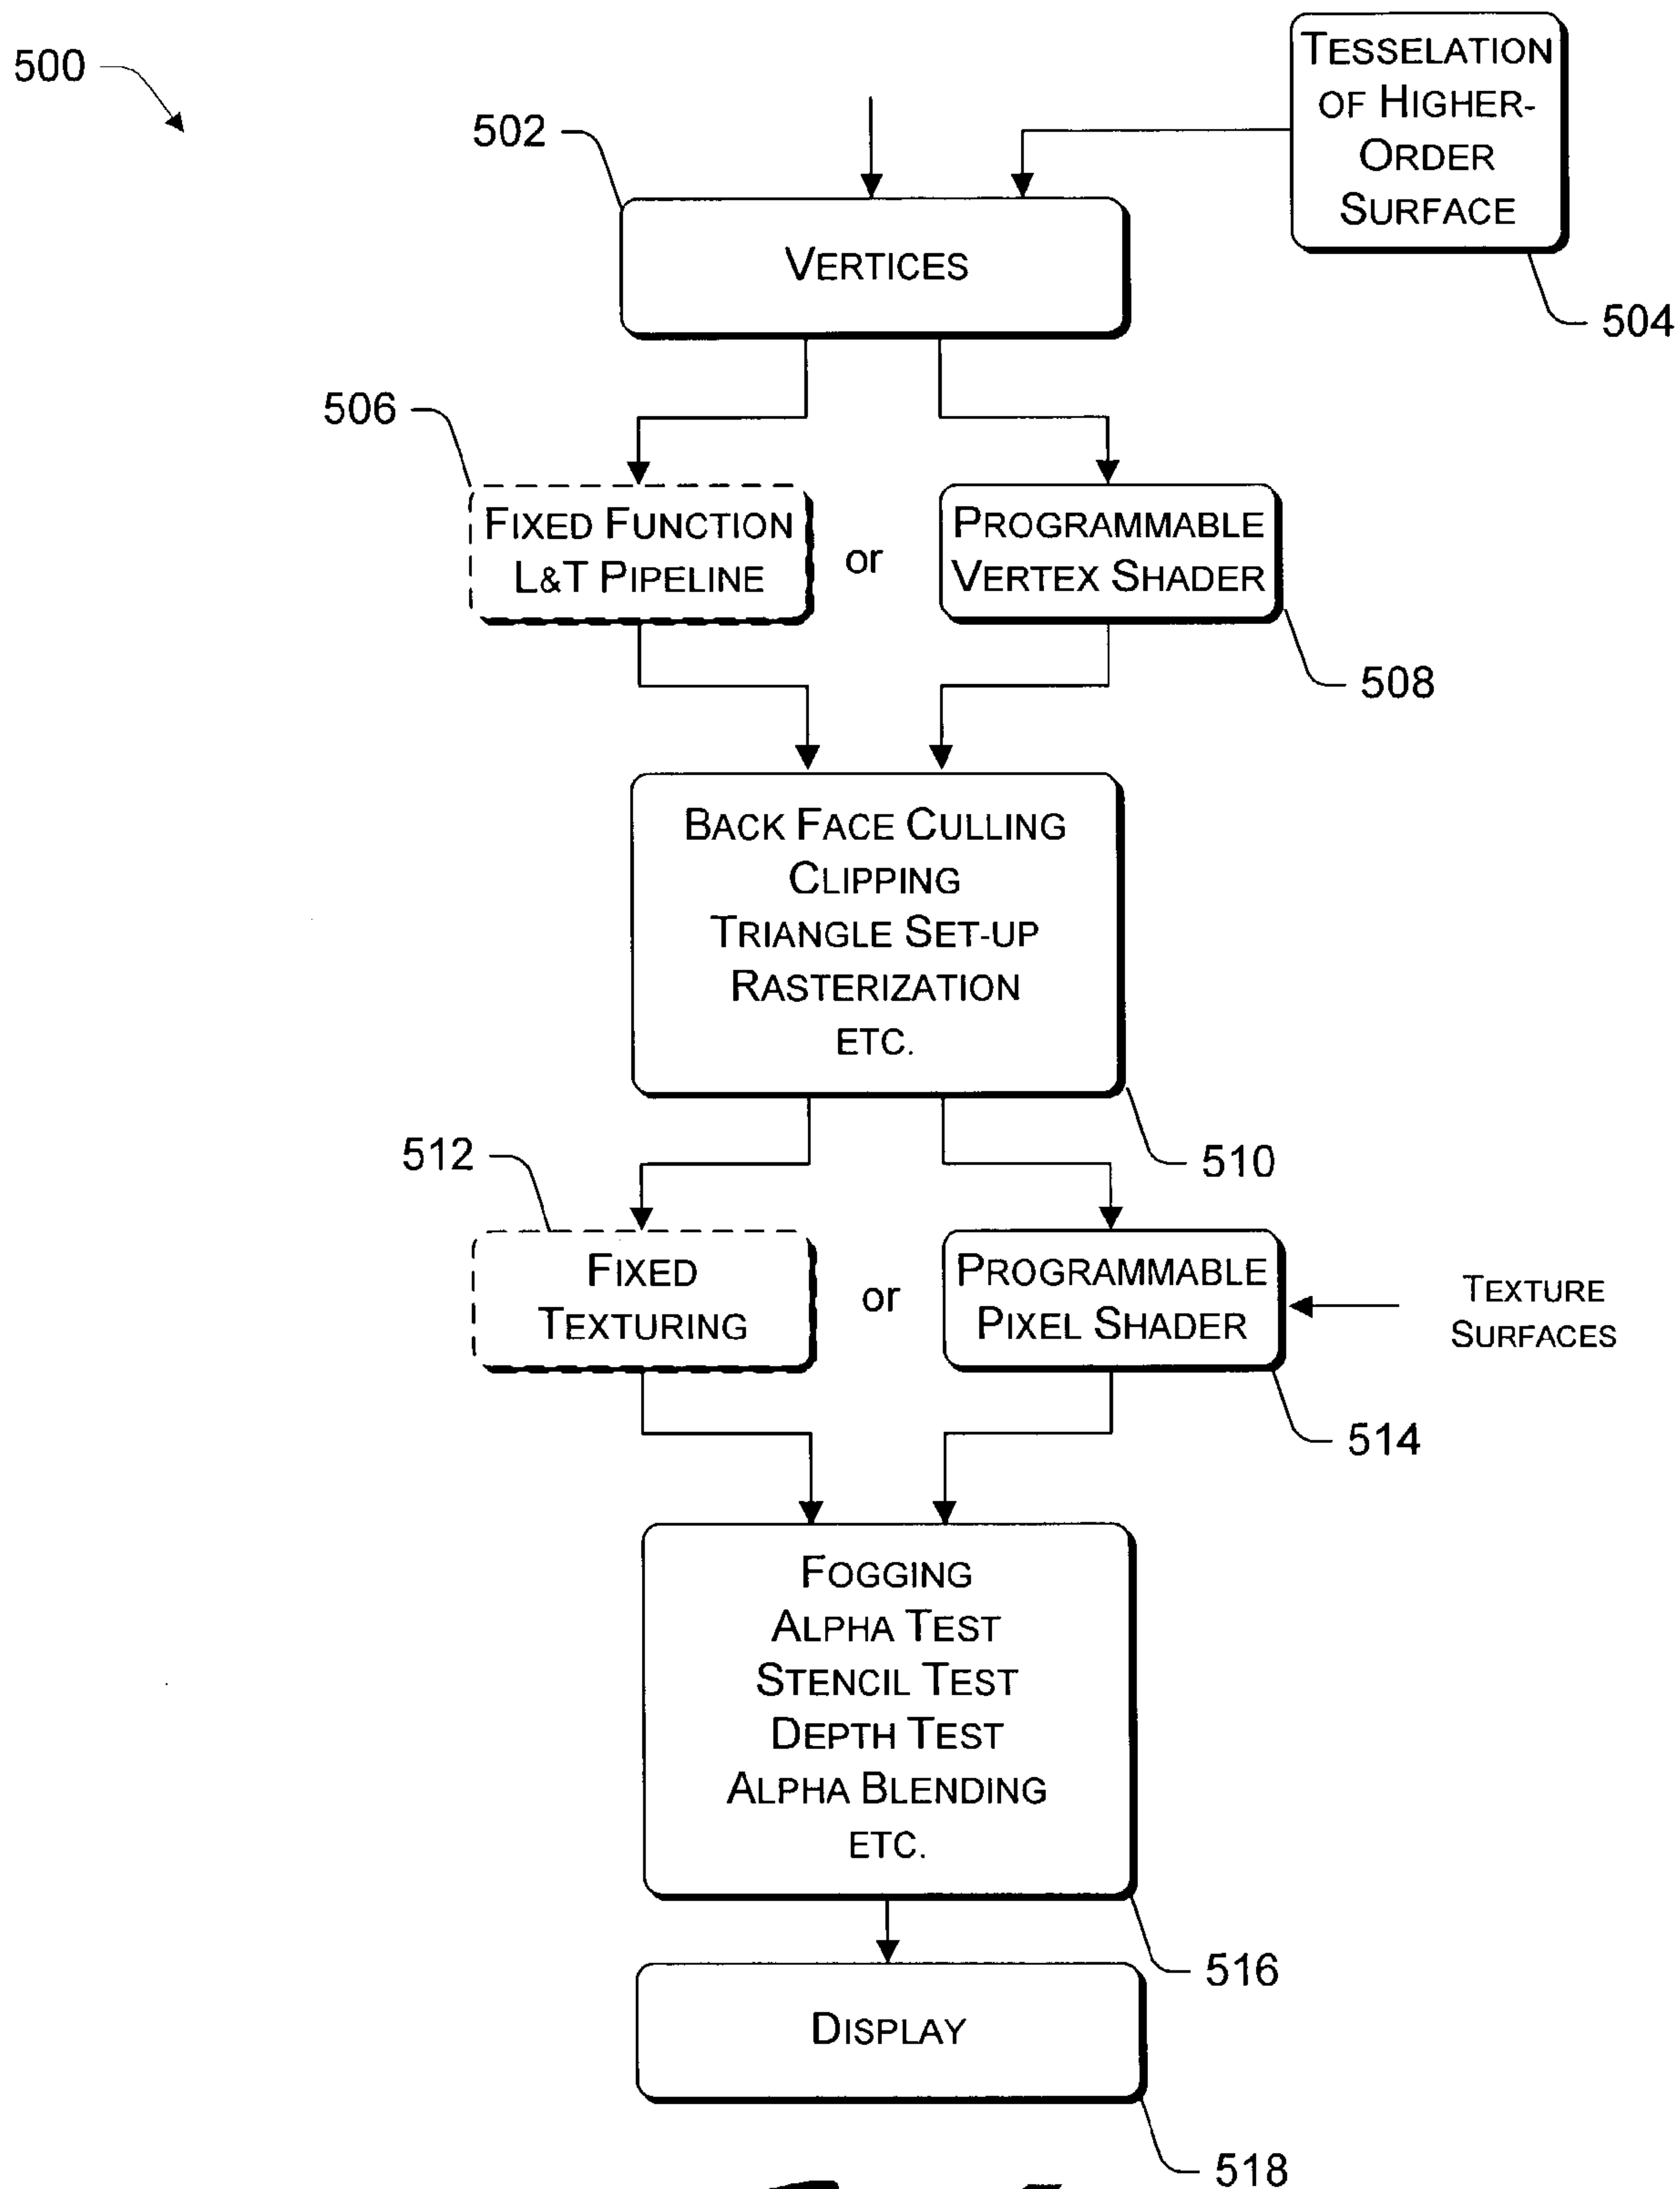 500
TESSELATION
OF HIGHER-
ORDER
SURFACE
504
502
VERTICES
506
FIXED FUNCTION
L&T PIPELINE
or
PROGRAMMABLE
VERTEX SHADER
508
BACK FACE CULLING
CLIPPING
TRIANGLE SET-UP
RASTERIZATION
ETC.
510
512
FIXED
TEXTURING
or
PROGRAMMABLE
PIXEL SHADER
514
TEXTURE
SURFACES
FOGGING
ALPHA TEST
STENCIL TEST
DEPTH TEST
ALPHA BLENDING
ETC.
516
DISPLAY
518